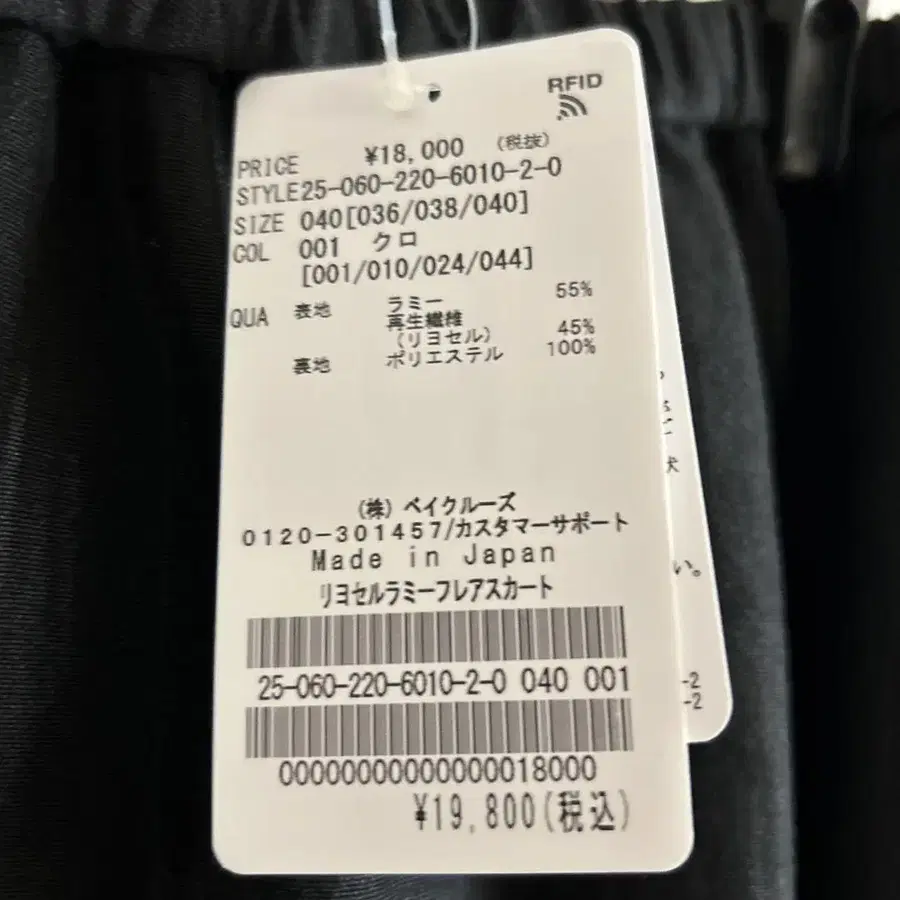 RFID
PRICE ¥18,000 (税抜)
STYLE25-060-220-6010-2-0
SIZE 040[036/038/040]
COL 001 クロ
[001/010/024/044]
QUA 表地 ラミー 55%
再生繊維
(リヨセル) 45%
裏地 ポリエステル 100%
(株) ベイクルーズ
0120-301457/カスタマーサポート
Made in Japan
リヨセルラミーフレアスカート
25-060-220-6010-2-0 040 001
00000000000000018000
¥19,800(税込)
い。
-2
-2